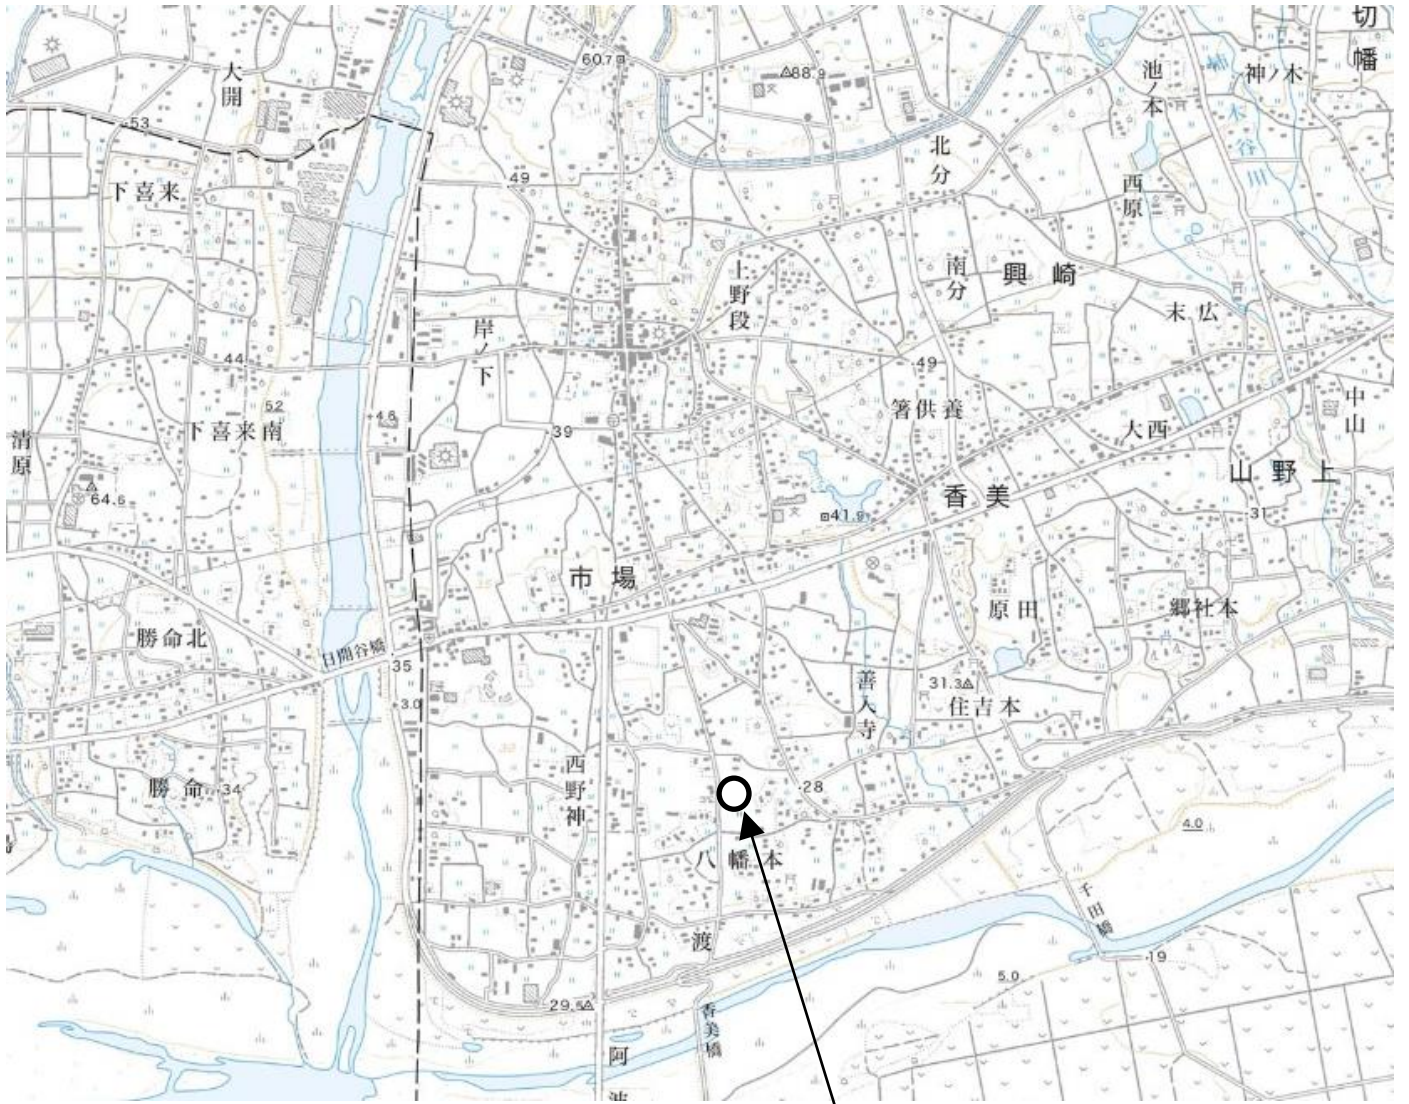 切幡
大開
60.7
88.9
池ノ本
神ノ木
53
北分
柿木谷川
49
下喜来
西原
上野段
南分
興崎
末広
岸ノ下
44
49
52
箸供養
中山
+4.6
下喜来南
39
大西
清原
山野上
64.6
香美
41.9
31
市場
原田
郷社本
勝命北
日開谷橋
35
善入寺
31.3
住吉本
3.0
西野神
勝命
34
28
4.0
八幡本
千田橋
渡
19
5.0
29.5
香美橋
阿波